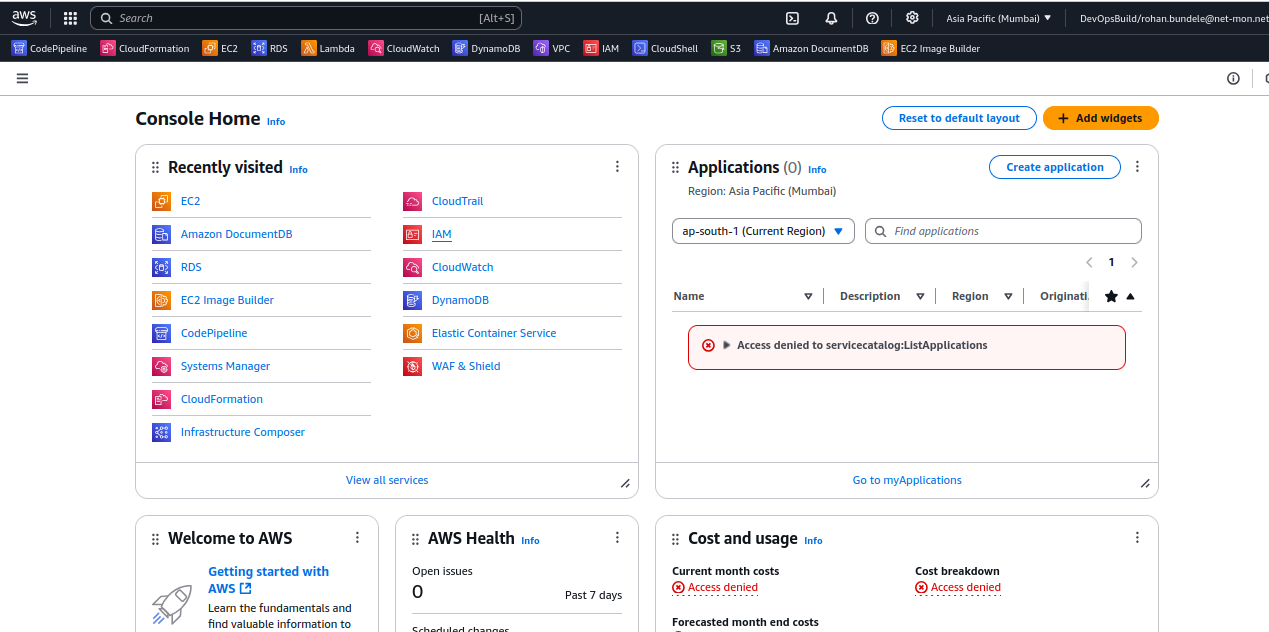 aws
Search [Alt+S]
Asia Pacific (Mumbai)
DevOpsBuild/rohan.bundele@net-mon.net
CodePipeline CloudFormation EC2 RDS Lambda CloudWatch DynamoDB VPC IAM CloudShell S3 Amazon DocumentDB EC2 Image Builder
Console Home Info
Reset to default layout
Add widgets
Recently visited Info
EC2
Amazon DocumentDB
RDS
EC2 Image Builder
CodePipeline
Systems Manager
CloudFormation
Infrastructure Composer
CloudTrail
IAM
CloudWatch
DynamoDB
Elastic Container Service
WAF & Shield
View all services
Applications (0) Info
Create application
Region: Asia Pacific (Mumbai)
ap-south-1 (Current Region)
Find applications
1
Name Description Region Originati
Access denied to servicecatalog:ListApplications
Go to myApplications
Welcome to AWS
Getting started with
AWS
Learn the fundamentals and
find valuable information to
AWS Health Info
Open issues
0
Past 7 days
Scheduled changes
Cost and usage Info
Current month costs
Access denied
Cost breakdown
Access denied
Forecasted month end costs